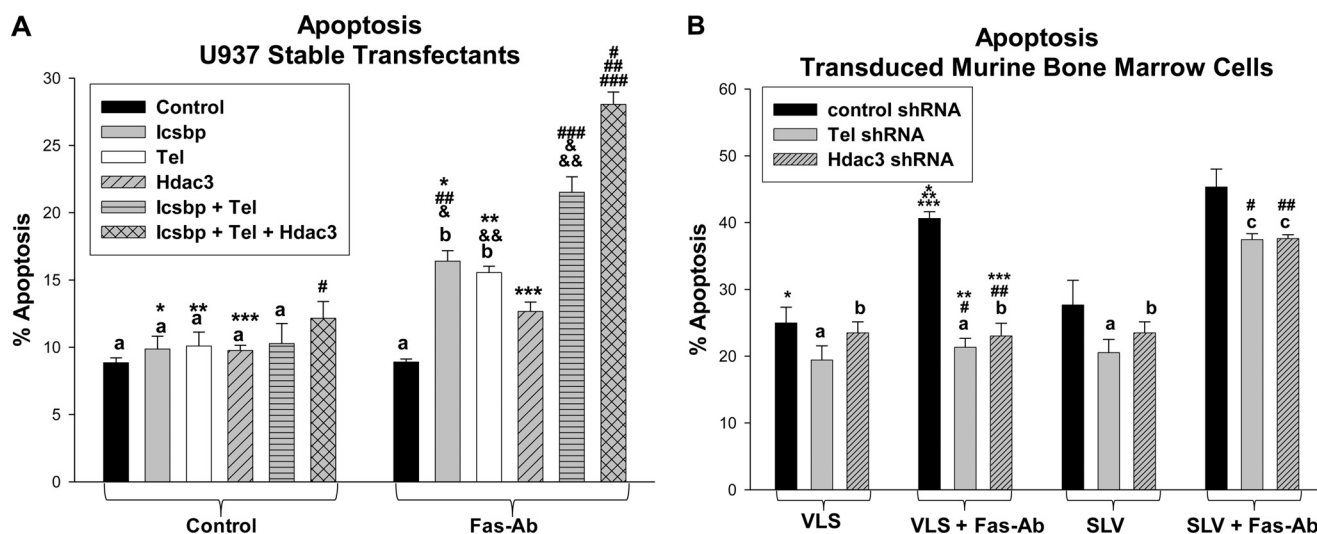 A
Apoptosis
U937 Stable Transfectants
% Apoptosis
30
25
20
15
10
5
0
Control
Icsbp
Tel
Hdac3
Icsbp + Tel
Icsbp + Tel + Hdac3
a
*
a
**
a
***
a
a
#
a
*
##
&
b
**
&&
b
***
###
&
&&
#
##
###
Control
Fas-Ab
B
Apoptosis
Transduced Murine Bone Marrow Cells
% Apoptosis
60
50
40
30
20
10
0
control shRNA
Tel shRNA
Hdac3 shRNA
*
a
b
*
**
***
**
#
a
***
##
b
a
b
#
c
##
c
VLS
VLS + Fas-Ab
SLV
SLV + Fas-Ab